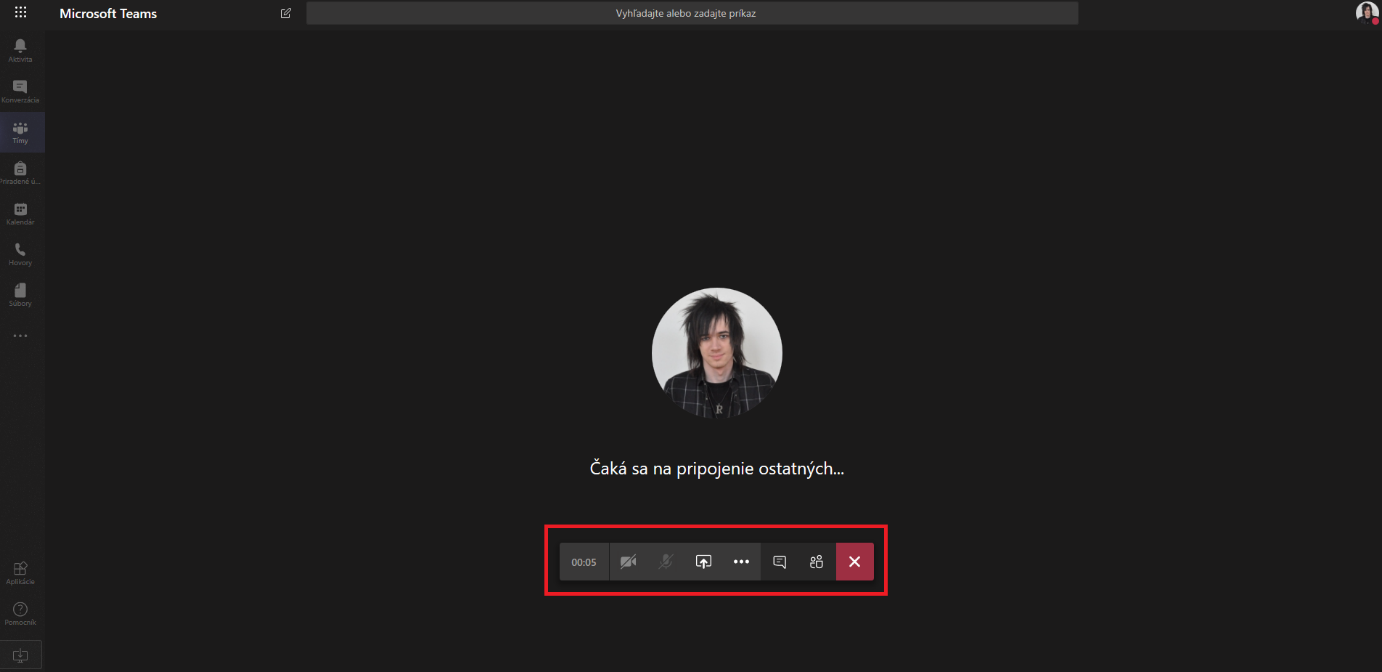 Microsoft Teams
Vyhľadajte alebo zadajte príkaz
Aktivita
Konverzácie
Tímy
Priradené ú...
Kalendár
Hovory
Súbory
Čaká sa na pripojenie ostatných...
00:05
Aplikácie
Pomocník
R